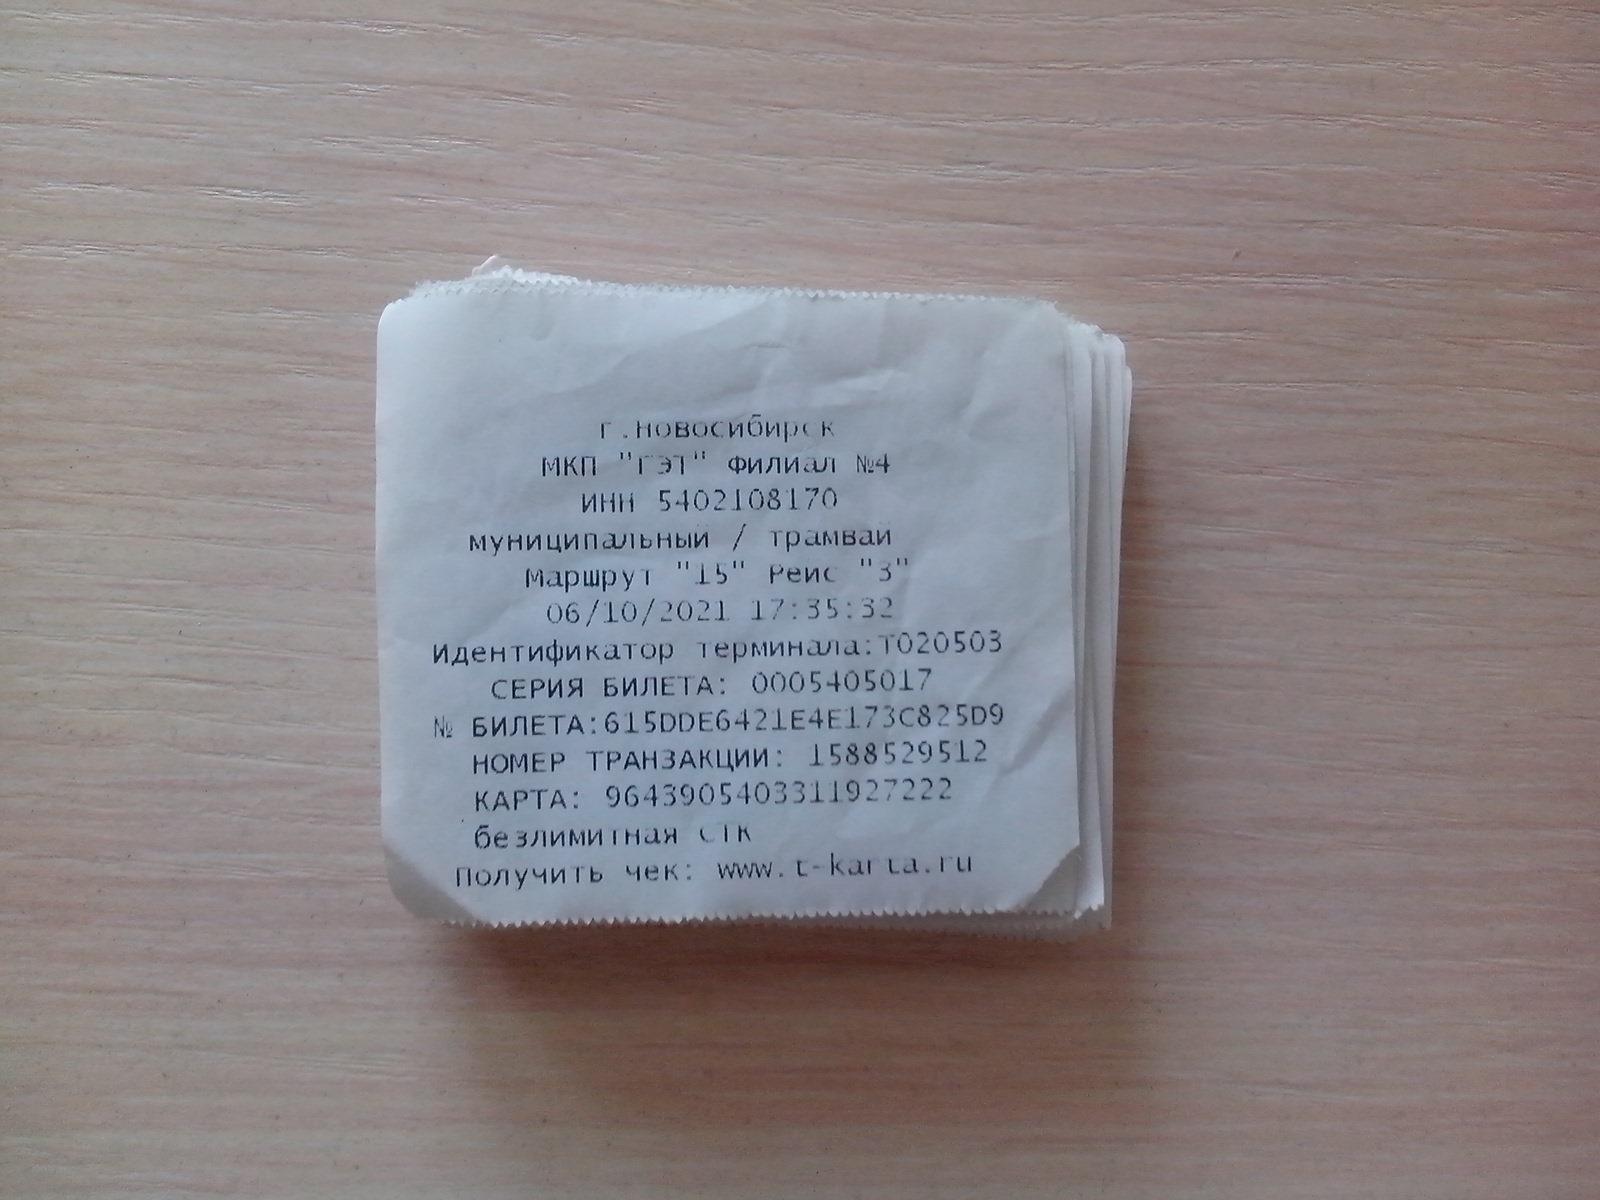 г.Новосибирск
МКП "ГЭТ" Филиал №4
ИНН 5402108170
муниципальный / трамвай
Маршрут "15" Рейс "3"
06/10/2021 17:35:32
Идентификатор терминала:T020503
СЕРИЯ БИЛЕТА: 0005405017
№ БИЛЕТА:615DDE6421E4E173C825D9
НОМЕР ТРАНЗАКЦИИ: 1588529512
КАРТА: 9643905403311927222
безлимитная СТК
Получить чек: www.t-karta.ru